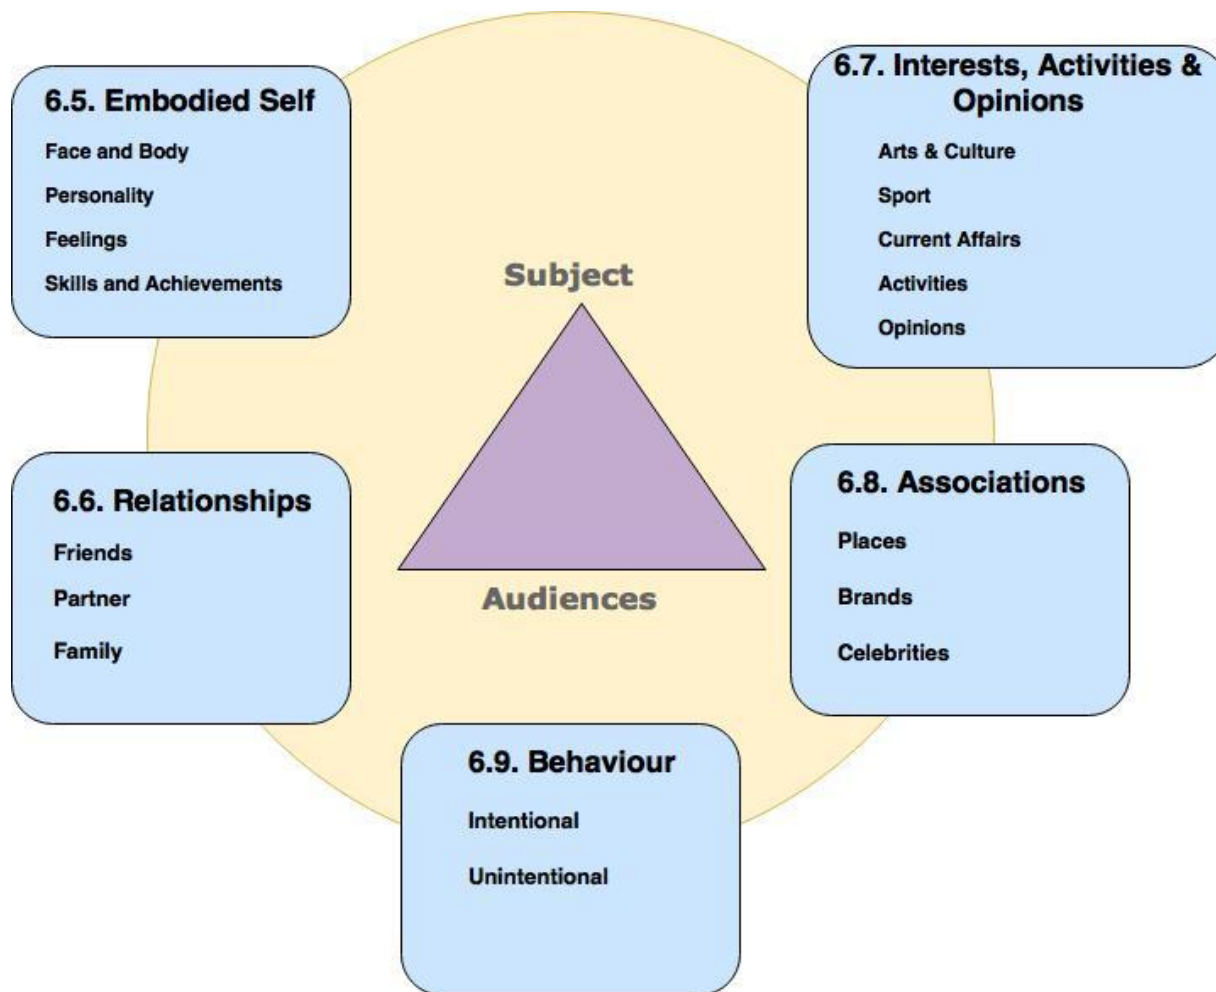 6.5. Embodied Self
Face and Body
Personality
Feelings
Skills and Achievements
6.7. Interests, Activities &
Opinions
Arts & Culture
Sport
Current Affairs
Activities
Opinions
Subject
Audiences
6.6. Relationships
Friends
Partner
Family
6.8. Associations
Places
Brands
Celebrities
6.9. Behaviour
Intentional
Unintentional